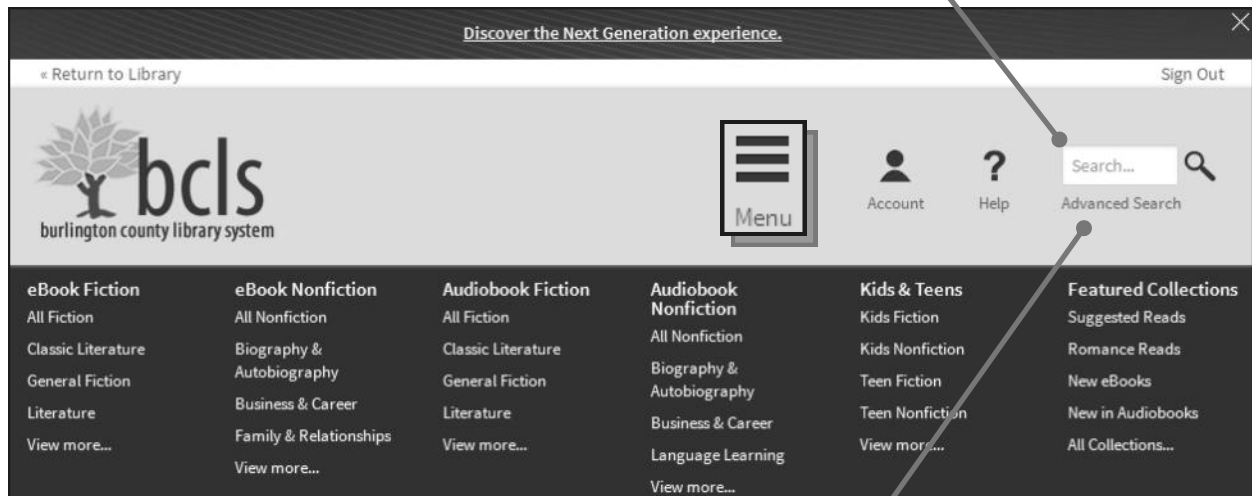 Discover the Next Generation experience.
« Return to Library
Sign Out
bcls
burlington county library system
Menu
Account
?
Help
Search...
Advanced Search
eBook Fiction
All Fiction
Classic Literature
General Fiction
Literature
View more...
eBook Nonfiction
All Nonfiction
Biography &
Autobiography
Business & Career
Family & Relationships
View more...
Audiobook Fiction
All Fiction
Classic Literature
General Fiction
Literature
View more...
Audiobook
Nonfiction
All Nonfiction
Biography &
Autobiography
Business & Career
Language Learning
View more...
Kids & Teens
Kids Fiction
Kids Nonfiction
Teen Fiction
Teen Nonfiction
View more...
Featured Collections
Suggested Reads
Romance Reads
New eBooks
New in Audiobooks
All Collections...